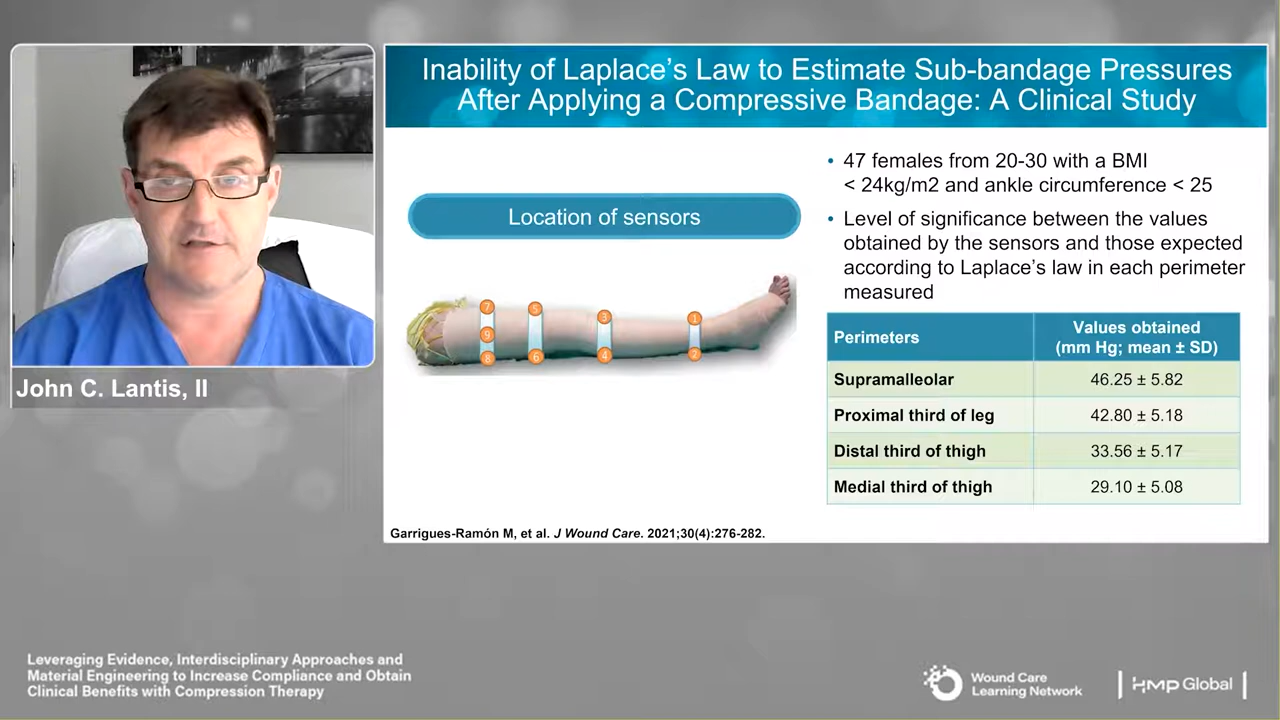 Inability of Laplace's Law to Estimate Sub-bandage Pressures
After Applying a Compressive Bandage: A Clinical Study
Location of sensors
7
9
8
5
6
3
4
1
2
• 47 females from 20-30 with a BMI
< 24kg/m2 and ankle circumference < 25
• Level of significance between the values
obtained by the sensors and those expected
according to Laplace's law in each perimeter
measured
Perimeters
Values obtained
(mm Hg; mean ± SD)
Supramalleolar 46.25 ± 5.82
Proximal third of leg 42.80 ± 5.18
Distal third of thigh 33.56 ± 5.17
Medial third of thigh 29.10 ± 5.08
Garrigues-Ramón M, et al. J Wound Care. 2021;30(4):276-282.
John C. Lantis, II
Leveraging Evidence, Interdisciplinary Approaches and
Material Engineering to Increase Compliance and Obtain
Clinical Benefits with Compression Therapy
Wound Care
Learning Network
HMP Global